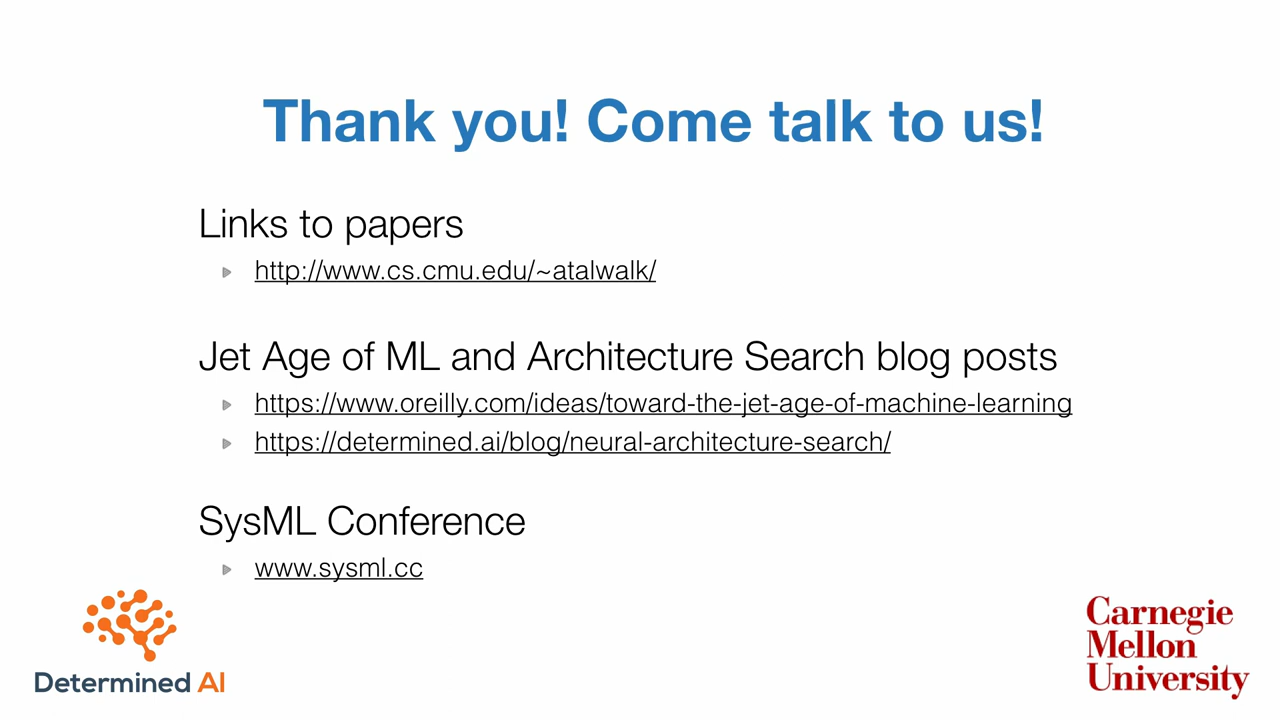 Thank you! Come talk to us!
Links to papers
http://www.cs.cmu.edu/~atalwalk/
Jet Age of ML and Architecture Search blog posts
https://www.oreilly.com/ideas/toward-the-jet-age-of-machine-learning
https://determined.ai/blog/neural-architecture-search/
SysML Conference
www.sysml.cc
Determined AI
Carnegie
Mellon
University